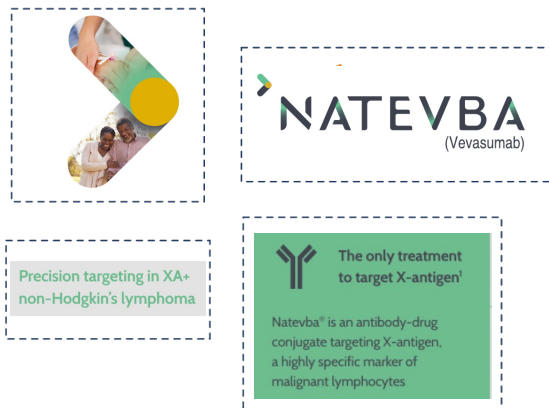 NATEVBA
(Vevasumab)
Precision targeting in XA+
non-Hodgkin's lymphoma
The only treatment
to target X-antigen¹
Natevba® is an antibody-drug
conjugate targeting X-antigen,
a highly specific marker of
malignant lymphocytes